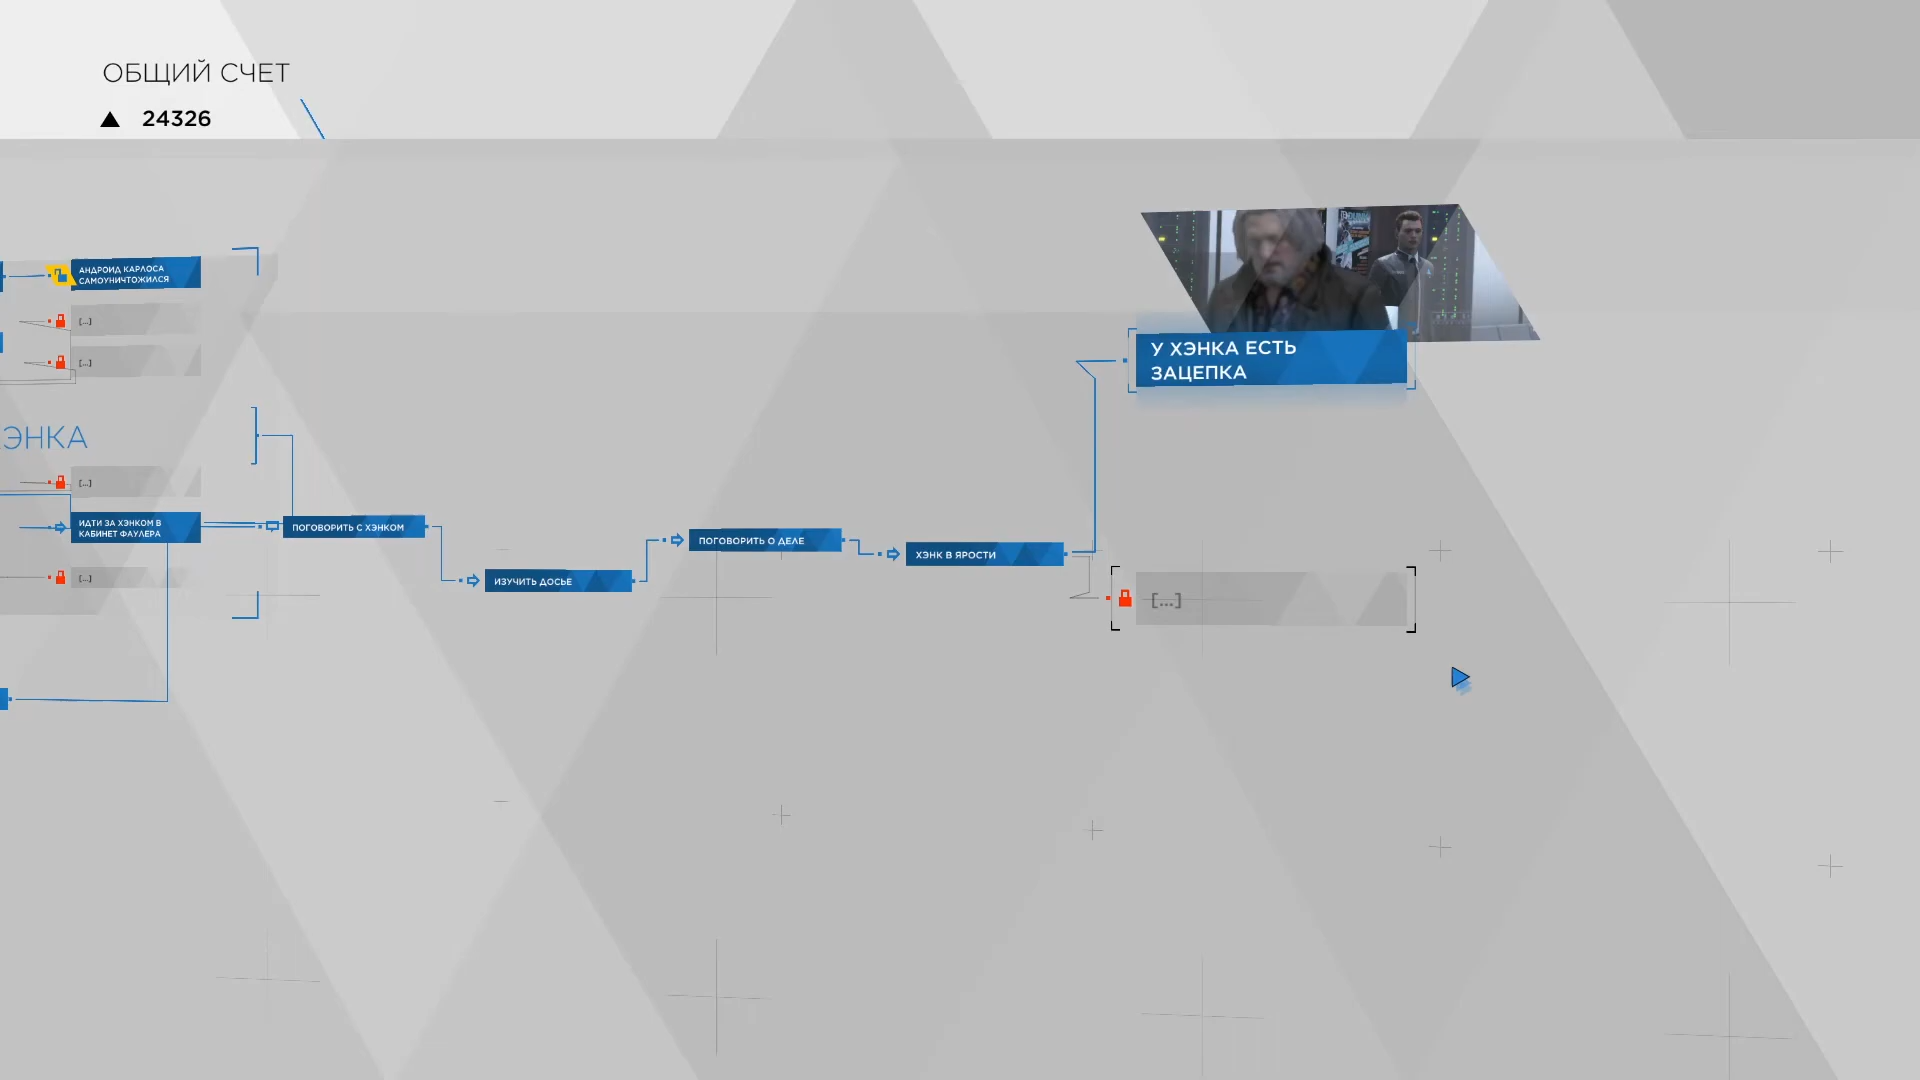 ОБЩИЙ СЧЕТ
▲ 24326
АНДРОИД КАРЛОСА
САМОУНИЧТОЖИЛСЯ
[...]
[...]
У ХЭНКА ЕСТЬ
ЗАЦЕПКА
ЭНКА
[...]
ИДТИ ЗА ХЭНКОМ В
КАБИНЕТ ФАУЛЕРА
ПОГОВОРИТЬ С ХЭНКОМ
ИЗУЧИТЬ ДОСЬЕ
ПОГОВОРИТЬ О ДЕЛЕ
ХЭНК В ЯРОСТИ
[...]
[...]